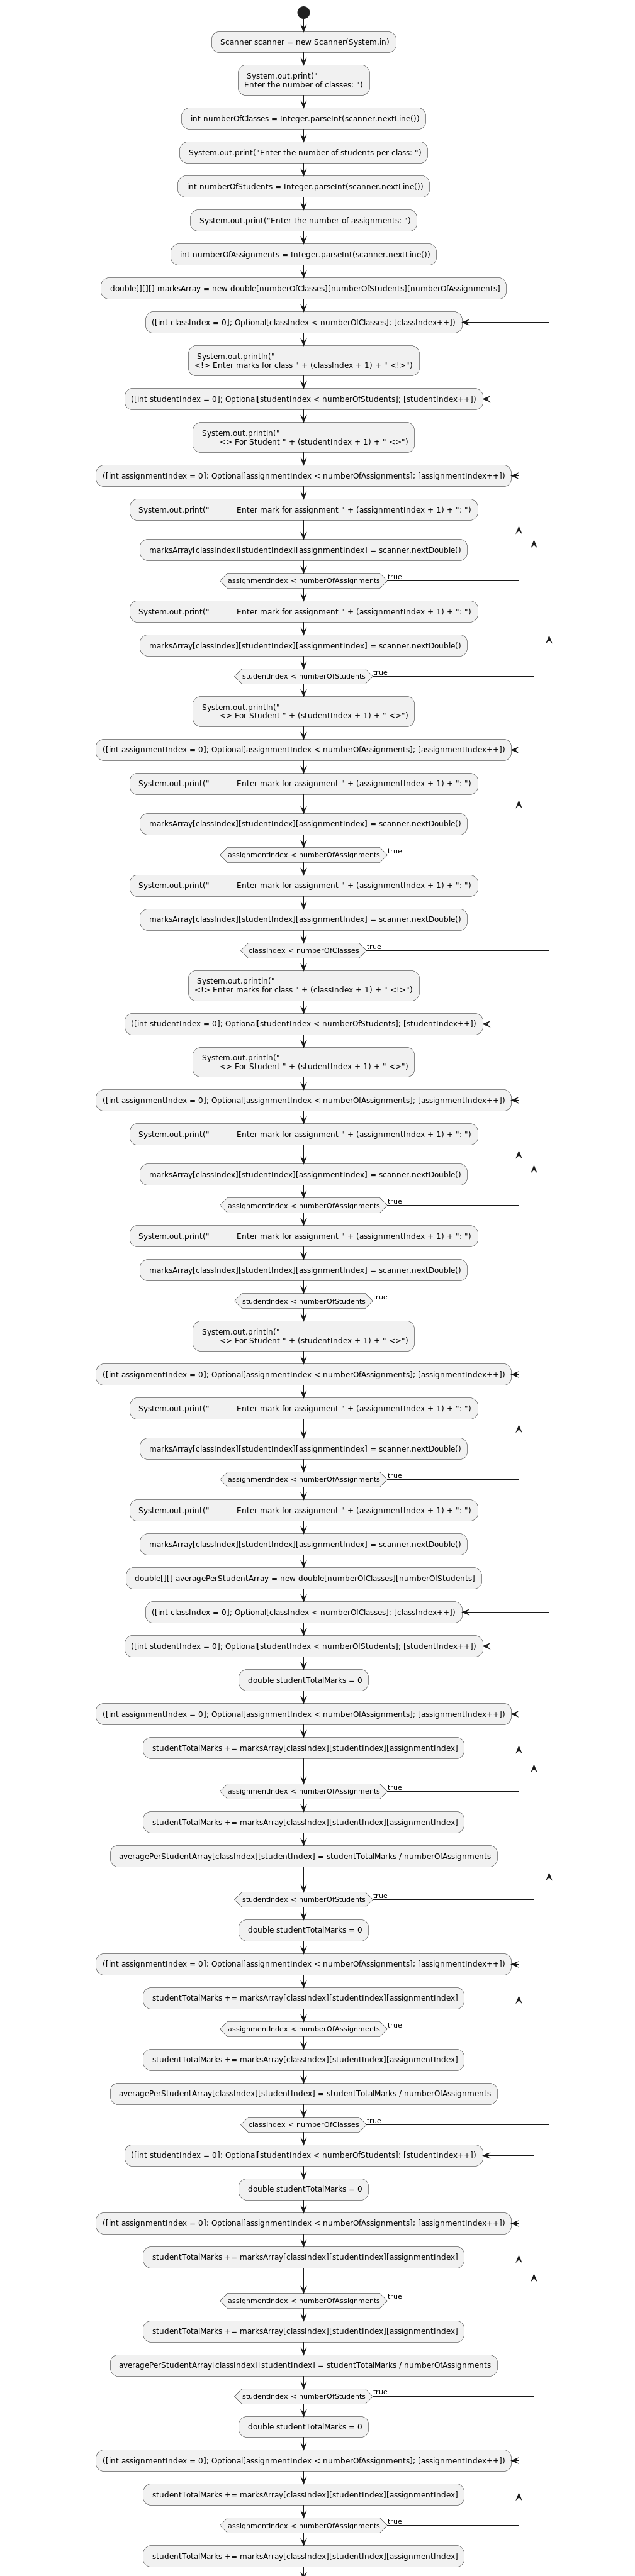 Scanner scanner = new Scanner(System.in)
System.out.print("
Enter the number of classes: ")
int numberOfClasses = Integer.parseInt(scanner.nextLine())
System.out.print("Enter the number of students per class: ")
int numberOfStudents = Integer.parseInt(scanner.nextLine())
System.out.print("Enter the number of assignments: ")
int numberOfAssignments = Integer.parseInt(scanner.nextLine())
double[][][] marksArray = new double[numberOfClasses][numberOfStudents][numberOfAssignments]
([int classIndex = 0]; Optional[classIndex < numberOfClasses]; [classIndex++])
System.out.println("
<!> Enter marks for class " + (classIndex + 1) + " <!>")
([int studentIndex = 0]; Optional[studentIndex < numberOfStudents]; [studentIndex++])
System.out.println("
<> For Student " + (studentIndex + 1) + " <>")
([int assignmentIndex = 0]; Optional[assignmentIndex < numberOfAssignments]; [assignmentIndex++])
System.out.print(" Enter mark for assignment " + (assignmentIndex + 1) + ": ")
marksArray[classIndex][studentIndex][assignmentIndex] = scanner.nextDouble()
assignmentIndex < numberOfAssignments true
System.out.print(" Enter mark for assignment " + (assignmentIndex + 1) + ": ")
marksArray[classIndex][studentIndex][assignmentIndex] = scanner.nextDouble()
studentIndex < numberOfStudents true
System.out.println("
<> For Student " + (studentIndex + 1) + " <>")
([int assignmentIndex = 0]; Optional[assignmentIndex < numberOfAssignments]; [assignmentIndex++])
System.out.print(" Enter mark for assignment " + (assignmentIndex + 1) + ": ")
marksArray[classIndex][studentIndex][assignmentIndex] = scanner.nextDouble()
assignmentIndex < numberOfAssignments true
System.out.print(" Enter mark for assignment " + (assignmentIndex + 1) + ": ")
marksArray[classIndex][studentIndex][assignmentIndex] = scanner.nextDouble()
classIndex < numberOfClasses true
System.out.println("
<!> Enter marks for class " + (classIndex + 1) + " <!>")
([int studentIndex = 0]; Optional[studentIndex < numberOfStudents]; [studentIndex++])
System.out.println("
<> For Student " + (studentIndex + 1) + " <>")
([int assignmentIndex = 0]; Optional[assignmentIndex < numberOfAssignments]; [assignmentIndex++])
System.out.print(" Enter mark for assignment " + (assignmentIndex + 1) + ": ")
marksArray[classIndex][studentIndex][assignmentIndex] = scanner.nextDouble()
assignmentIndex < numberOfAssignments true
System.out.print(" Enter mark for assignment " + (assignmentIndex + 1) + ": ")
marksArray[classIndex][studentIndex][assignmentIndex] = scanner.nextDouble()
studentIndex < numberOfStudents true
System.out.println("
<> For Student " + (studentIndex + 1) + " <>")
([int assignmentIndex = 0]; Optional[assignmentIndex < numberOfAssignments]; [assignmentIndex++])
System.out.print(" Enter mark for assignment " + (assignmentIndex + 1) + ": ")
marksArray[classIndex][studentIndex][assignmentIndex] = scanner.nextDouble()
assignmentIndex < numberOfAssignments true
System.out.print(" Enter mark for assignment " + (assignmentIndex + 1) + ": ")
marksArray[classIndex][studentIndex][assignmentIndex] = scanner.nextDouble()
double[][] averagePerStudentArray = new double[numberOfClasses][numberOfStudents]
([int classIndex = 0]; Optional[classIndex < numberOfClasses]; [classIndex++])
([int studentIndex = 0]; Optional[studentIndex < numberOfStudents]; [studentIndex++])
double studentTotalMarks = 0
([int assignmentIndex = 0]; Optional[assignmentIndex < numberOfAssignments]; [assignmentIndex++])
studentTotalMarks += marksArray[classIndex][studentIndex][assignmentIndex]
assignmentIndex < numberOfAssignments true
studentTotalMarks += marksArray[classIndex][studentIndex][assignmentIndex]
averagePerStudentArray[classIndex][studentIndex] = studentTotalMarks / numberOfAssignments
studentIndex < numberOfStudents true
double studentTotalMarks = 0
([int assignmentIndex = 0]; Optional[assignmentIndex < numberOfAssignments]; [assignmentIndex++])
studentTotalMarks += marksArray[classIndex][studentIndex][assignmentIndex]
assignmentIndex < numberOfAssignments true
studentTotalMarks += marksArray[classIndex][studentIndex][assignmentIndex]
averagePerStudentArray[classIndex][studentIndex] = studentTotalMarks / numberOfAssignments
classIndex < numberOfClasses true
([int studentIndex = 0]; Optional[studentIndex < numberOfStudents]; [studentIndex++])
double studentTotalMarks = 0
([int assignmentIndex = 0]; Optional[assignmentIndex < numberOfAssignments]; [assignmentIndex++])
studentTotalMarks += marksArray[classIndex][studentIndex][assignmentIndex]
assignmentIndex < numberOfAssignments true
studentTotalMarks += marksArray[classIndex][studentIndex][assignmentIndex]
averagePerStudentArray[classIndex][studentIndex] = studentTotalMarks / numberOfAssignments
studentIndex < numberOfStudents true
double studentTotalMarks = 0
([int assignmentIndex = 0]; Optional[assignmentIndex < numberOfAssignments]; [assignmentIndex++])
studentTotalMarks += marksArray[classIndex][studentIndex][assignmentIndex]
assignmentIndex < numberOfAssignments true
studentTotalMarks += marksArray[classIndex][studentIndex][assignmentIndex]